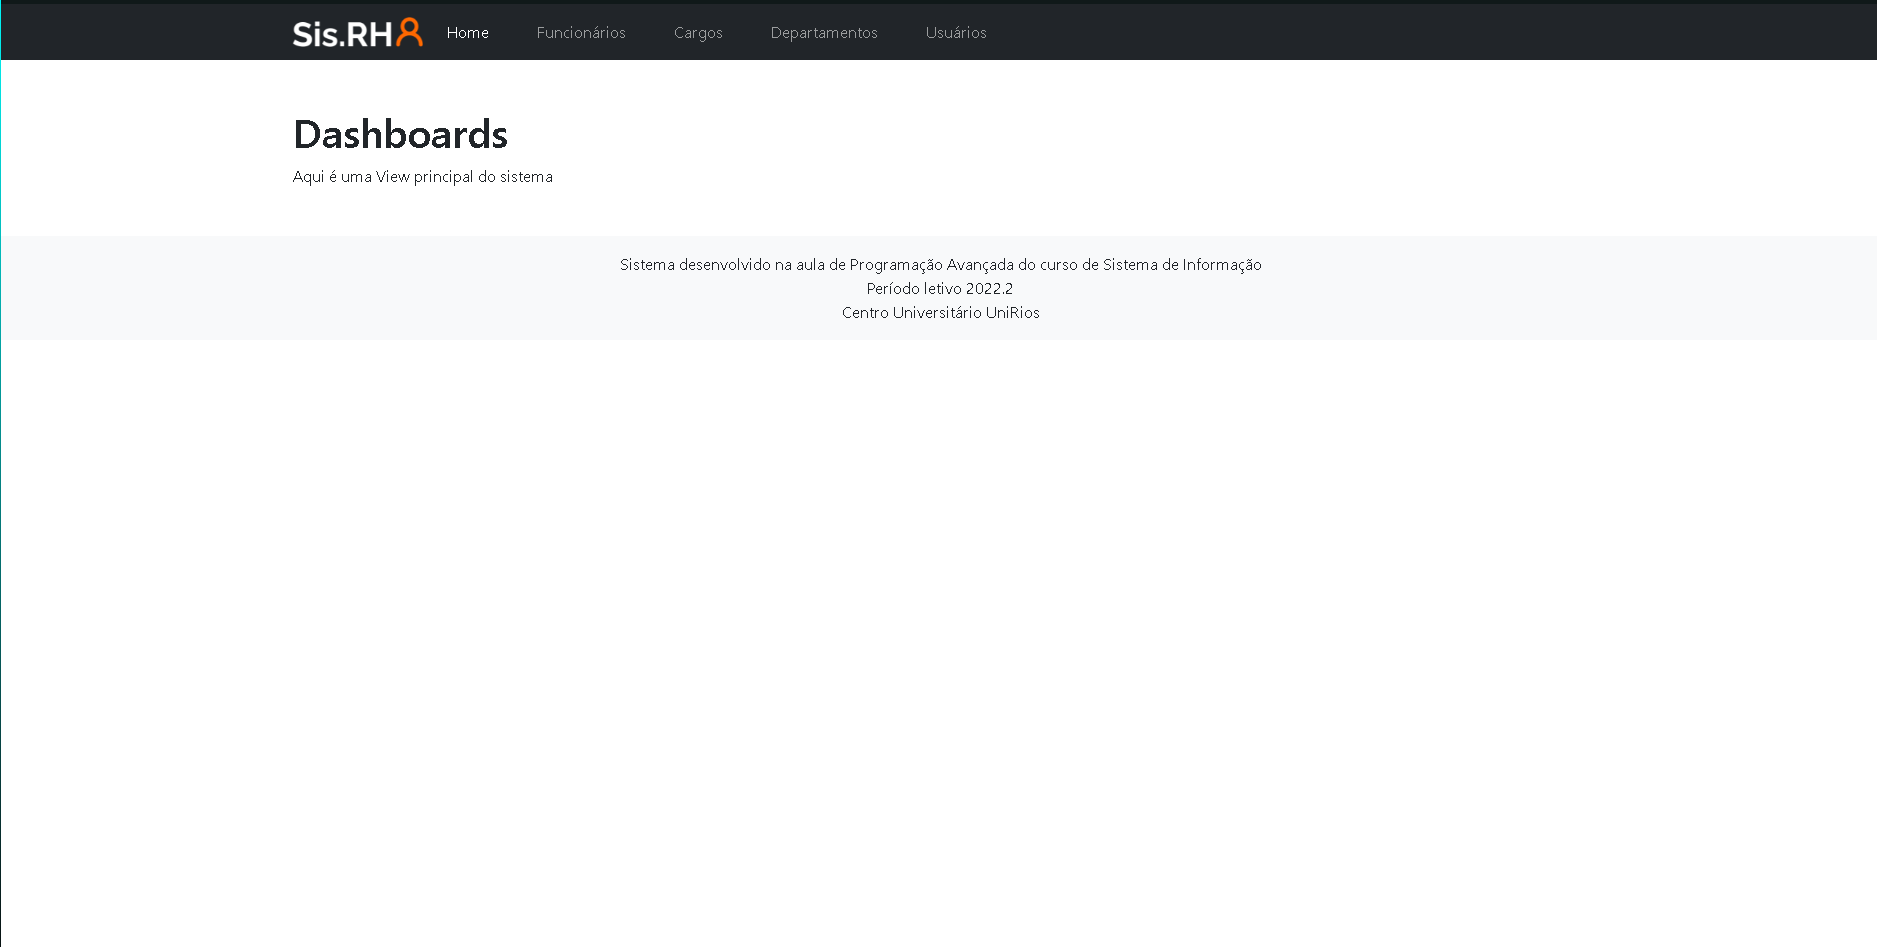 Sis.RH Home Funcionários Cargos Departamentos Usuários
Dashboards
Aqui é uma View principal do sistema
Sistema desenvolvido na aula de Programação Avançada do curso de Sistema de Informação
Período letivo 2022.2
Centro Universitário UniRios